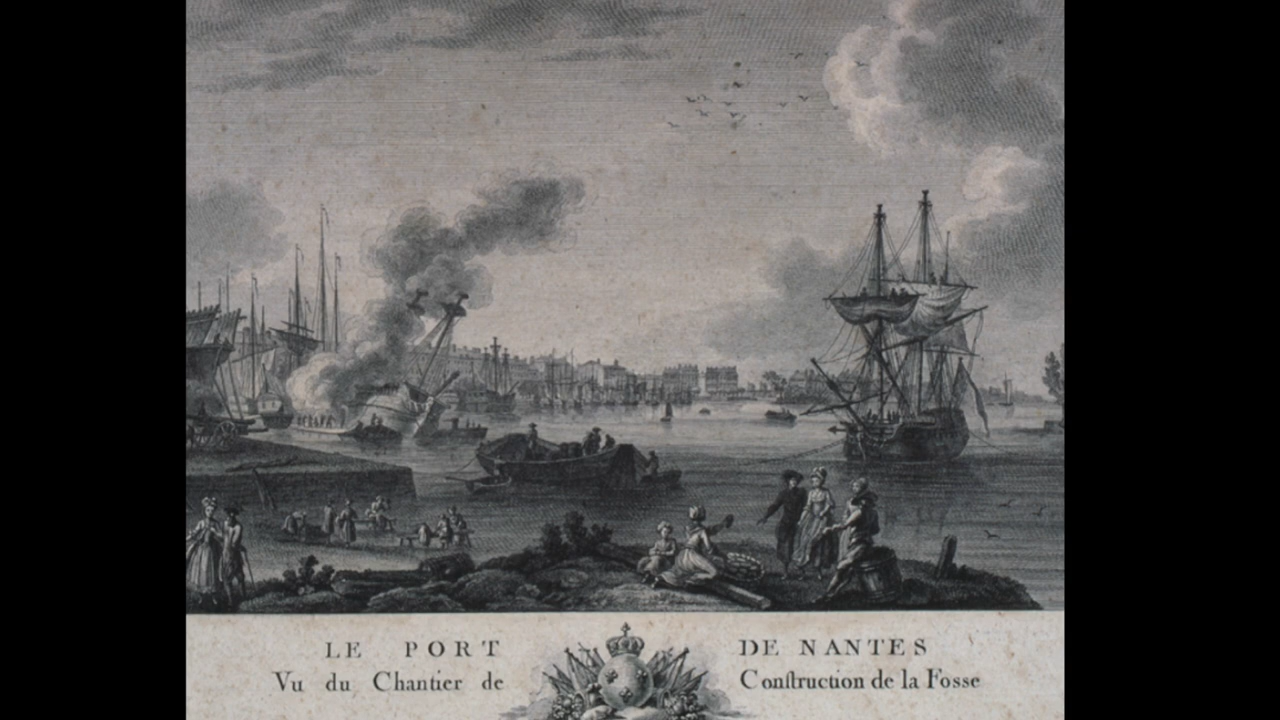 LE PORT DE NANTES
Vu du Chantier de Conſtruction de la Fosse